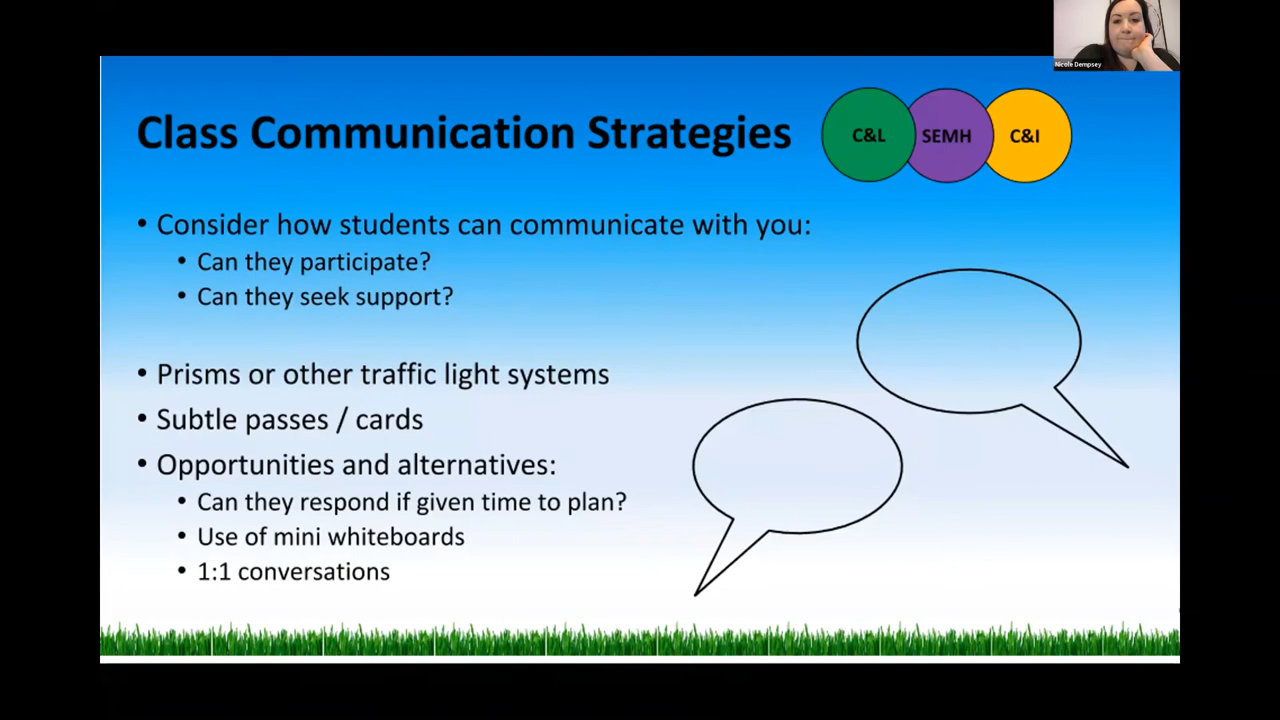 Nicole Dempsey
Class Communication Strategies
C&L
SEMH
C&I
• Consider how students can communicate with you:
• Can they participate?
• Can they seek support?
• Prisms or other traffic light systems
• Subtle passes / cards
• Opportunities and alternatives:
• Can they respond if given time to plan?
• Use of mini whiteboards
• 1:1 conversations